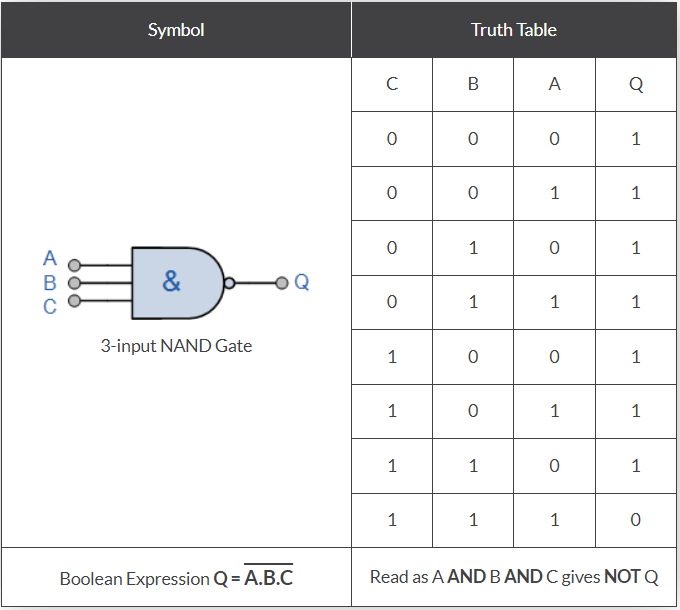 Symbol Truth Table
C B A Q
0 0 0 1
0 0 1 1
0 1 0 1
0 1 1 1
1 0 0 1
1 0 1 1
1 1 0 1
1 1 1 0
A
B
C
&
Q
3-input NAND Gate
Boolean Expression Q = A.B.C
Read as A AND B AND C gives NOT Q